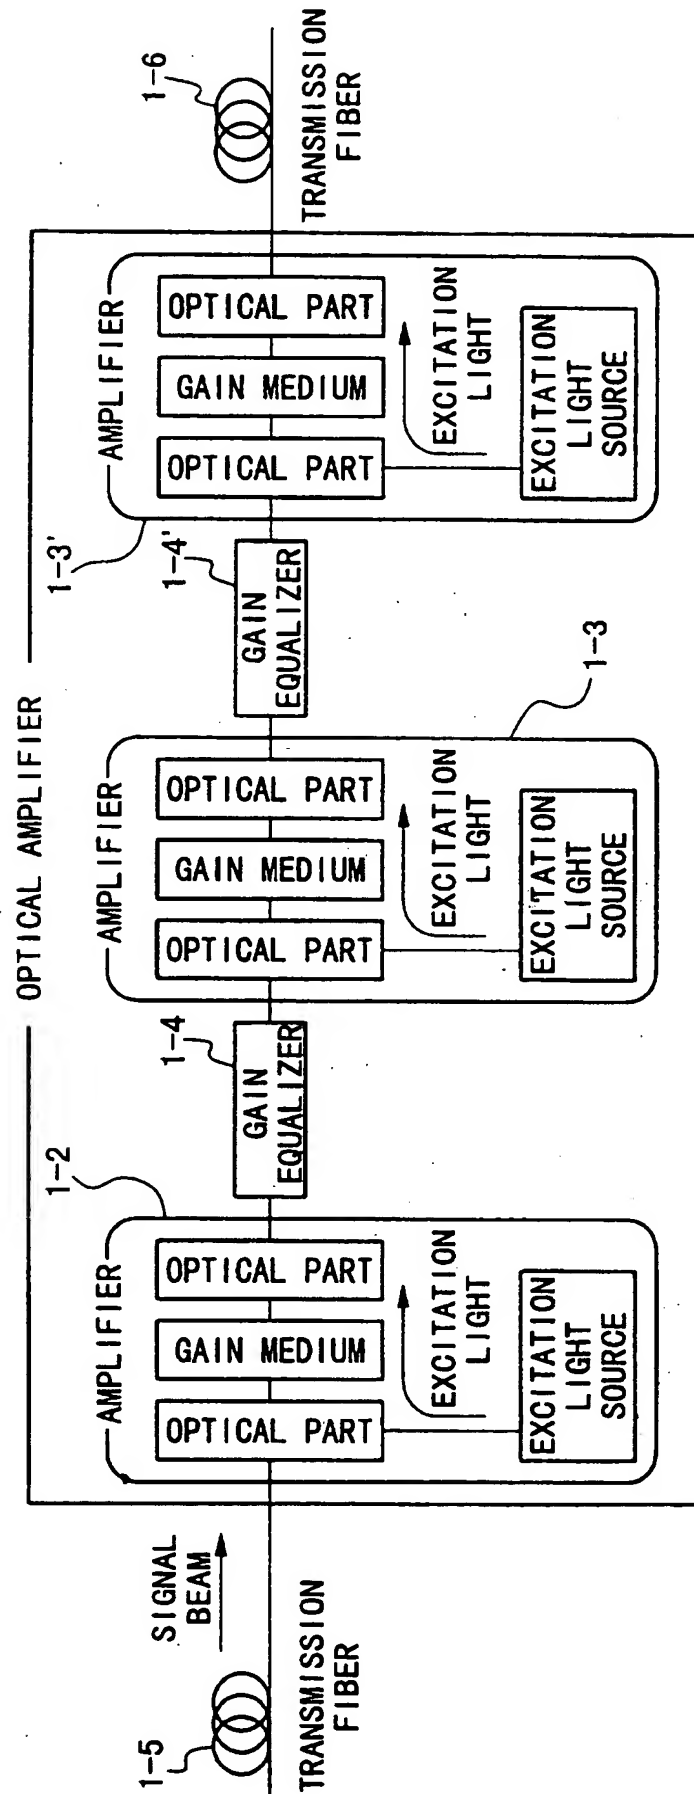 OPTICAL AMPLIFIER
1-5
TRANSMISSION
FIBER
SIGNAL
BEAM
1-2
AMPLIFIER
OPTICAL PART
GAIN MEDIUM
OPTICAL PART
EXCITATION
LIGHT
EXCITATION
LIGHT
SOURCE
1-4
GAIN
EQUALIZER
AMPLIFIER
OPTICAL PART
GAIN MEDIUM
OPTICAL PART
EXCITATION
LIGHT
EXCITATION
LIGHT
SOURCE
1-3
1-4'
GAIN
EQUALIZER
1-3'
AMPLIFIER
OPTICAL PART
GAIN MEDIUM
OPTICAL PART
EXCITATION
LIGHT
EXCITATION
LIGHT
SOURCE
1-6
TRANSMISSION
FIBER